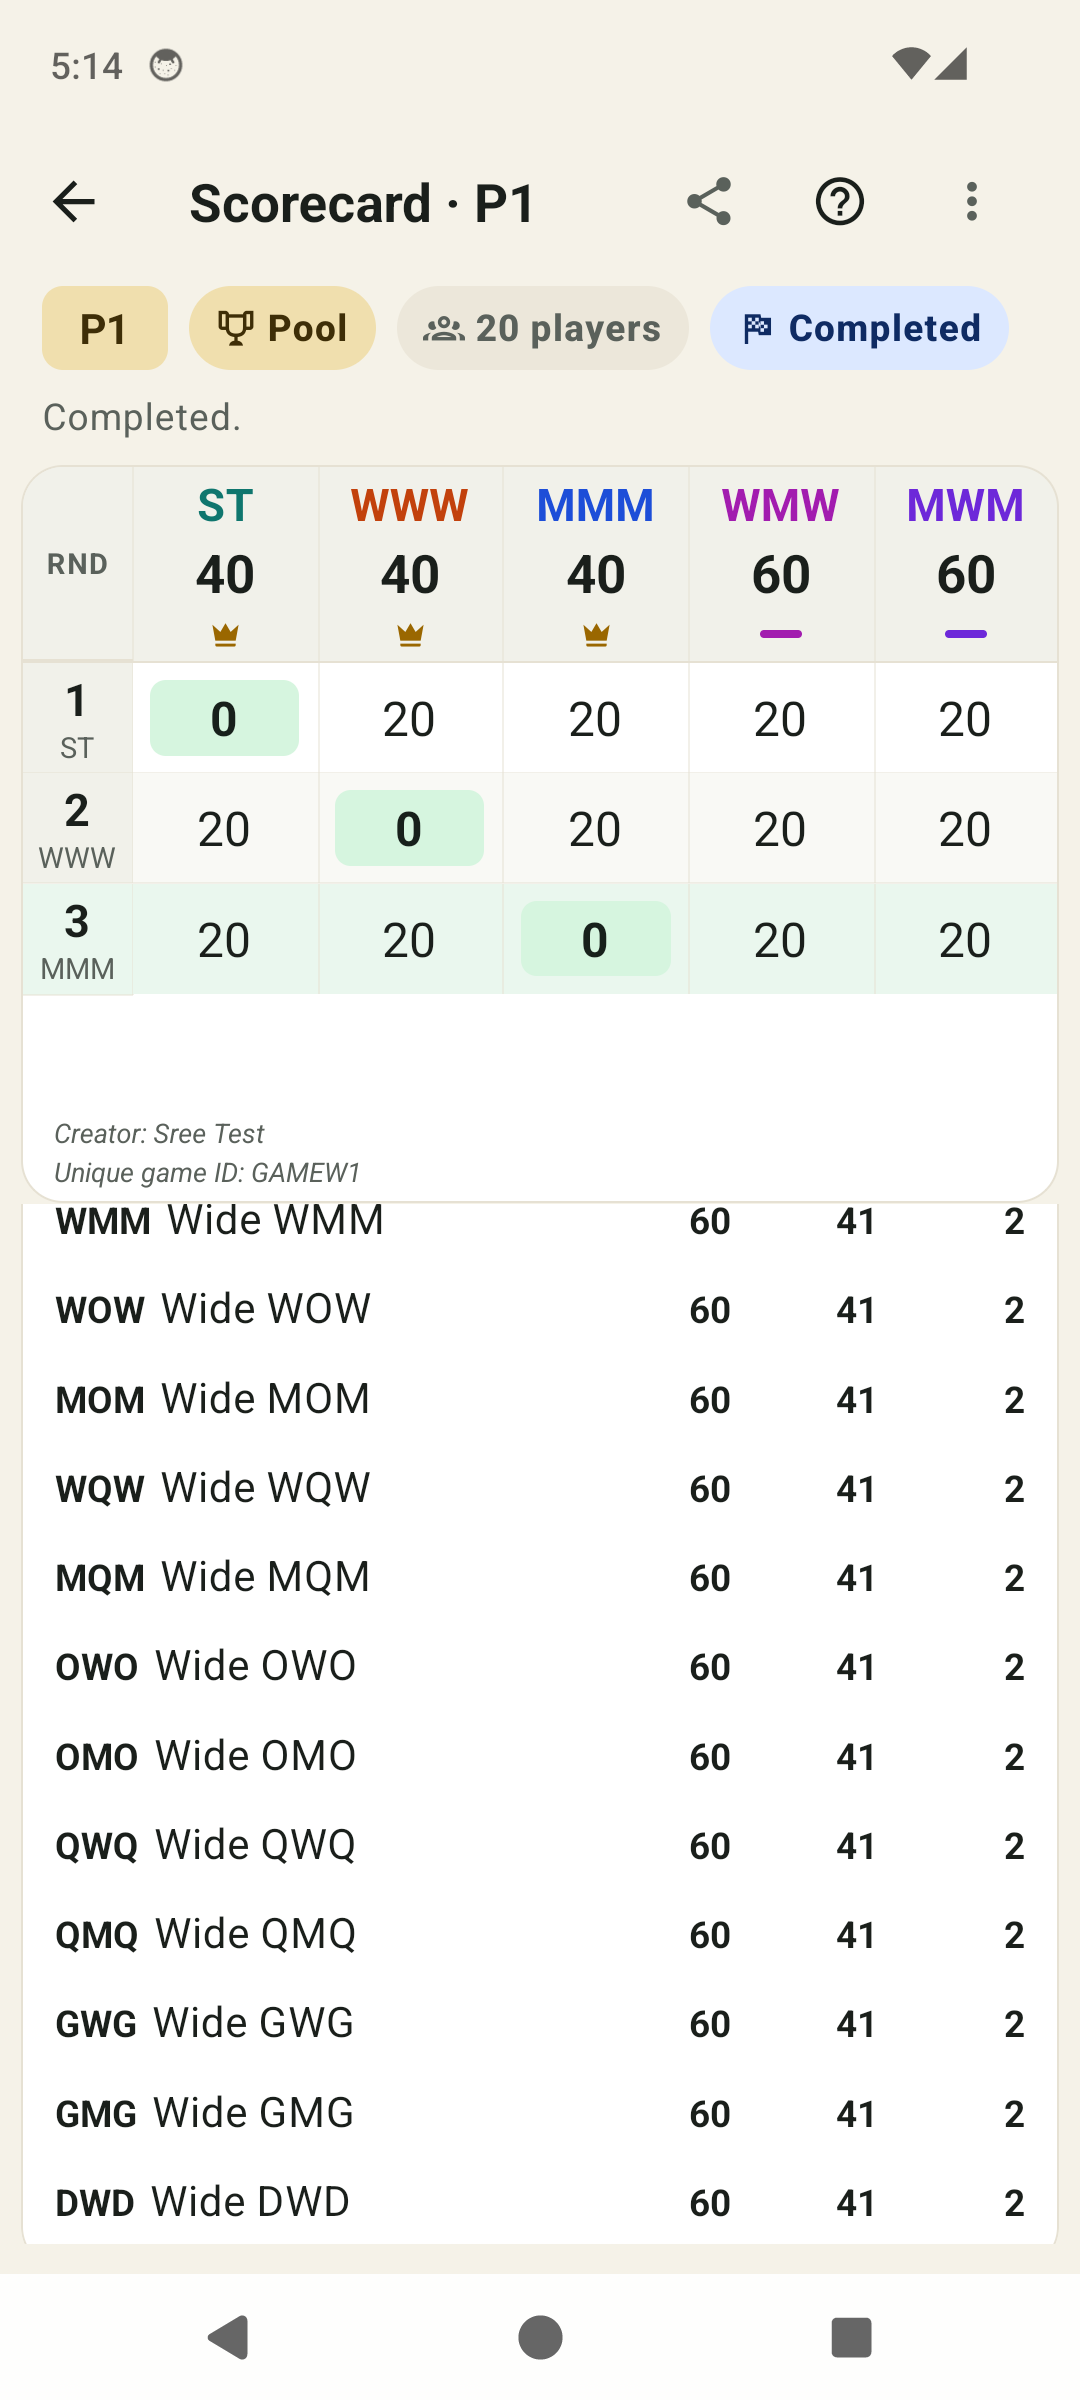 5:14
Scorecard · P1
P1 Pool 20 players Completed
Completed.
RND ST WWW MMM WMW MWM
40 40 40 60 60
1 ST 0 20 20 20 20
2 WWW 20 0 20 20 20
3 MMM 20 20 0 20 20
Creator: Sree Test
Unique game ID: GAMEW1
WMM Wide WMM 60 41 2
WOW Wide WOW 60 41 2
MOM Wide MOM 60 41 2
WQW Wide WQW 60 41 2
MQM Wide MQM 60 41 2
OWO Wide OWO 60 41 2
OMO Wide OMO 60 41 2
QWQ Wide QWQ 60 41 2
QMQ Wide QMQ 60 41 2
GWG Wide GWG 60 41 2
GMG Wide GMG 60 41 2
DWD Wide DWD 60 41 2